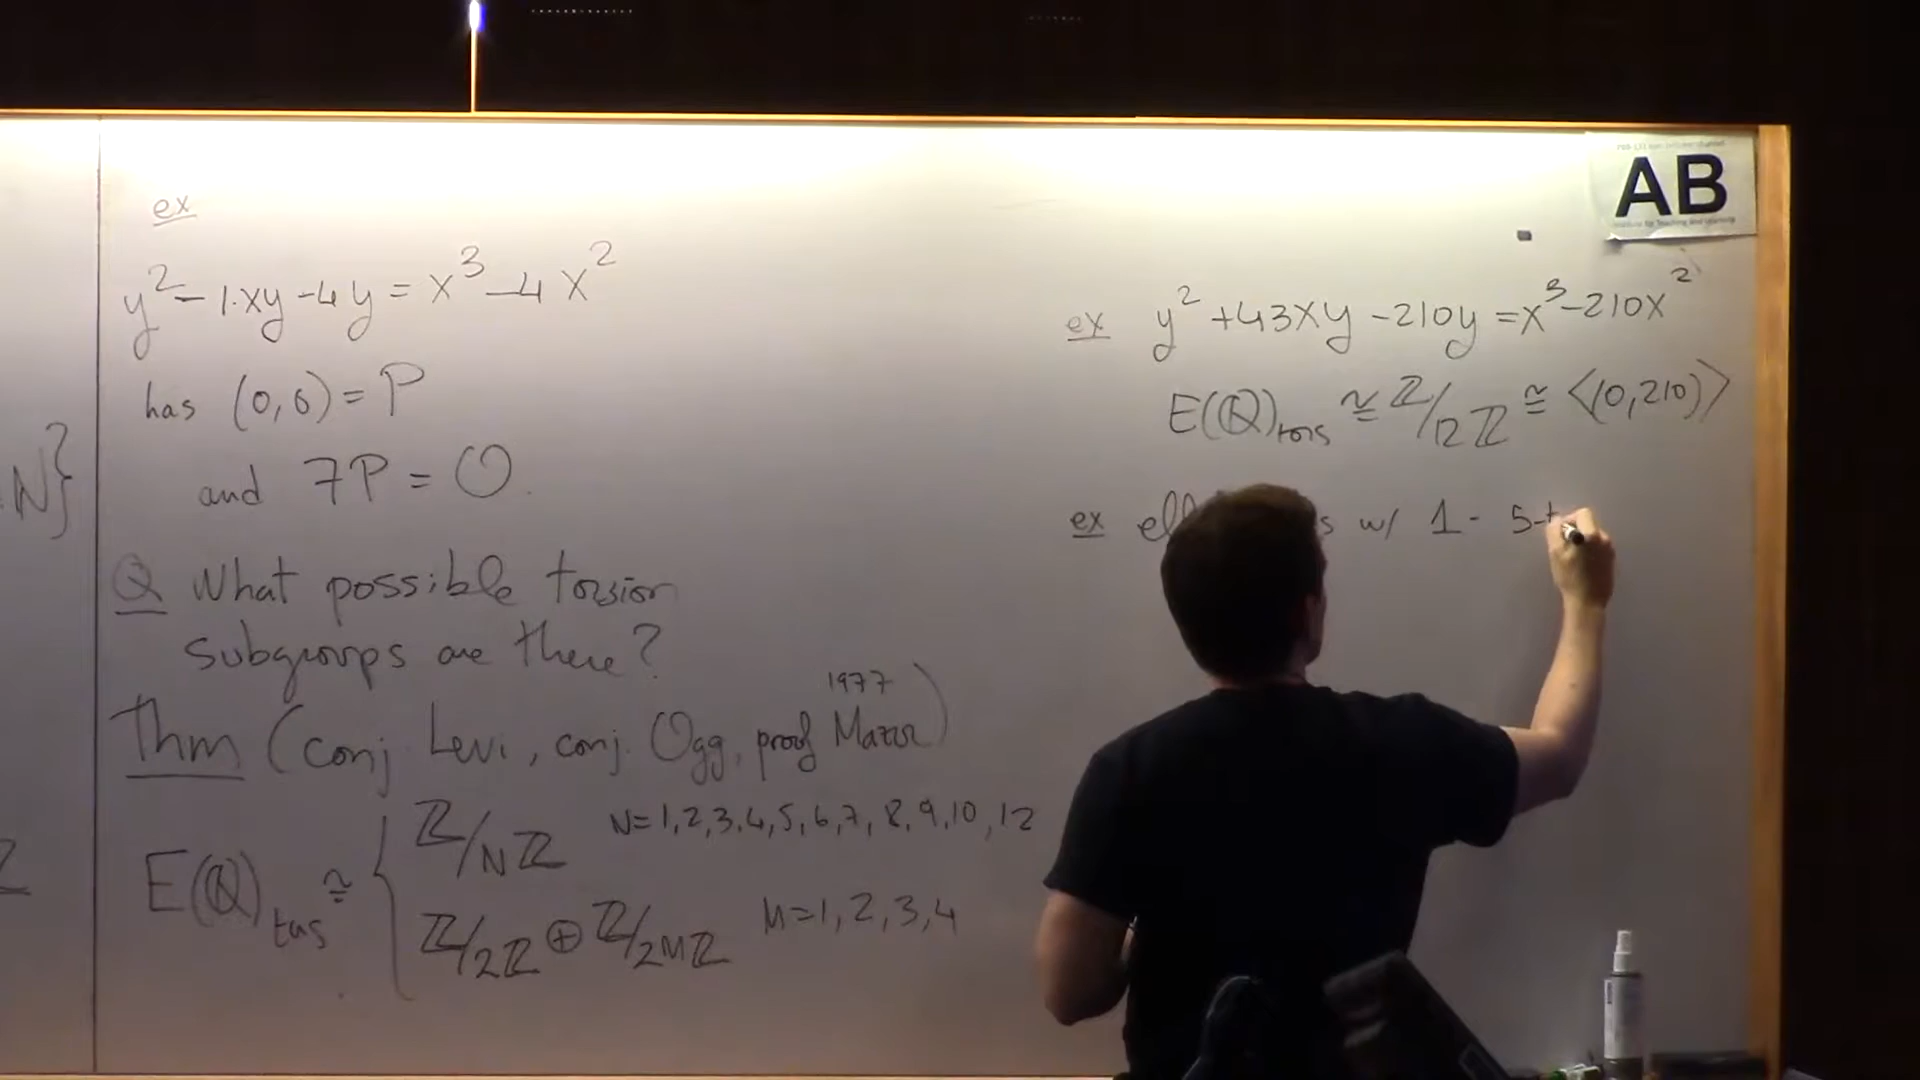 N}
ex
y² - 1·xy - 4y = x³ - 4x²
has (0,0) = P
and 7P = O.
Q What possible torsion
subgroups are there?
Thm (conj Levi, conj. Ogg, proof Mazur 1977)
E(ℚ)tors ≅ { ℤ/Nℤ N=1,2,3,4,5,6,7,8,9,10,12
ℤ/2ℤ ⊕ ℤ/2Mℤ M=1,2,3,4
AB
ex y² + 43xy - 210y = x³ - 210x²
E(ℚ)tors ≅ ℤ/12ℤ ≅ ⟨(0,210)⟩
ex ell s w/ 1- 5-t